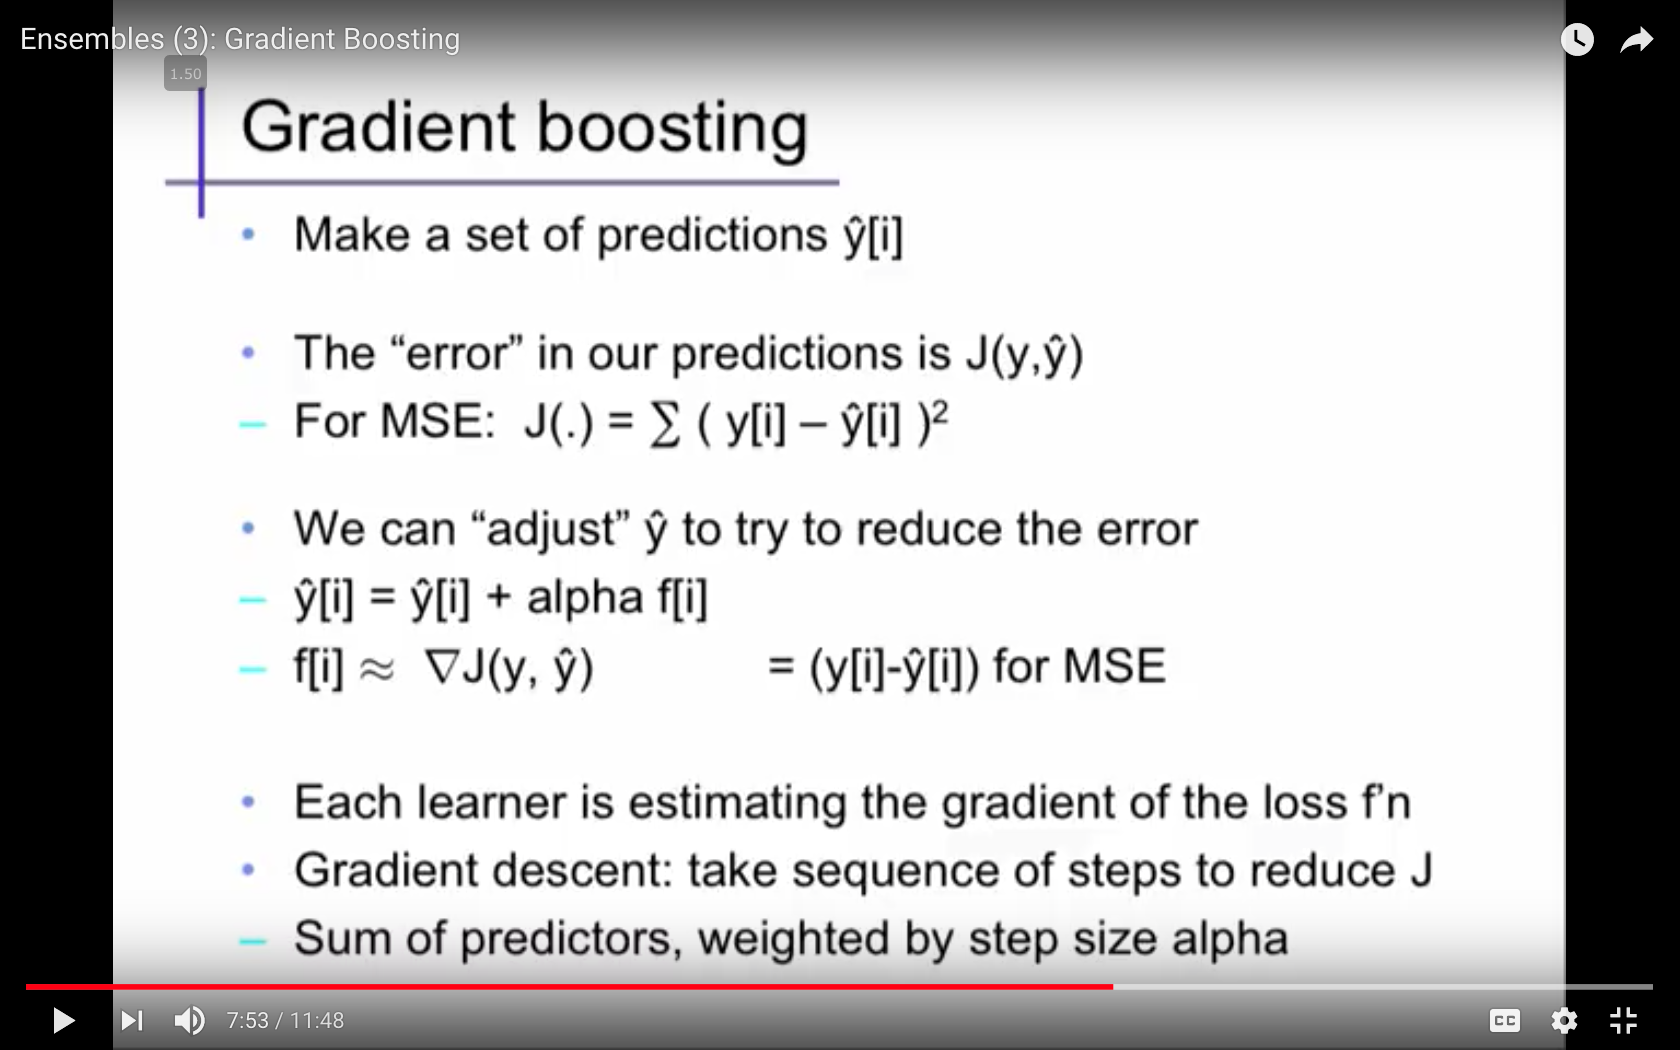 Ensembles (3): Gradient Boosting
1.50
Gradient boosting
• Make a set of predictions ŷ[i]
• The “error” in our predictions is J(y,ŷ)
– For MSE: J(.) = ∑ ( y[i] – ŷ[i] )²
• We can “adjust” ŷ to try to reduce the error
– ŷ[i] = ŷ[i] + alpha f[i]
– f[i] ≈ ∇J(y, ŷ) = (y[i]-ŷ[i]) for MSE
• Each learner is estimating the gradient of the loss f’n
• Gradient descent: take sequence of steps to reduce J
– Sum of predictors, weighted by step size alpha
7:53 / 11:48
CC